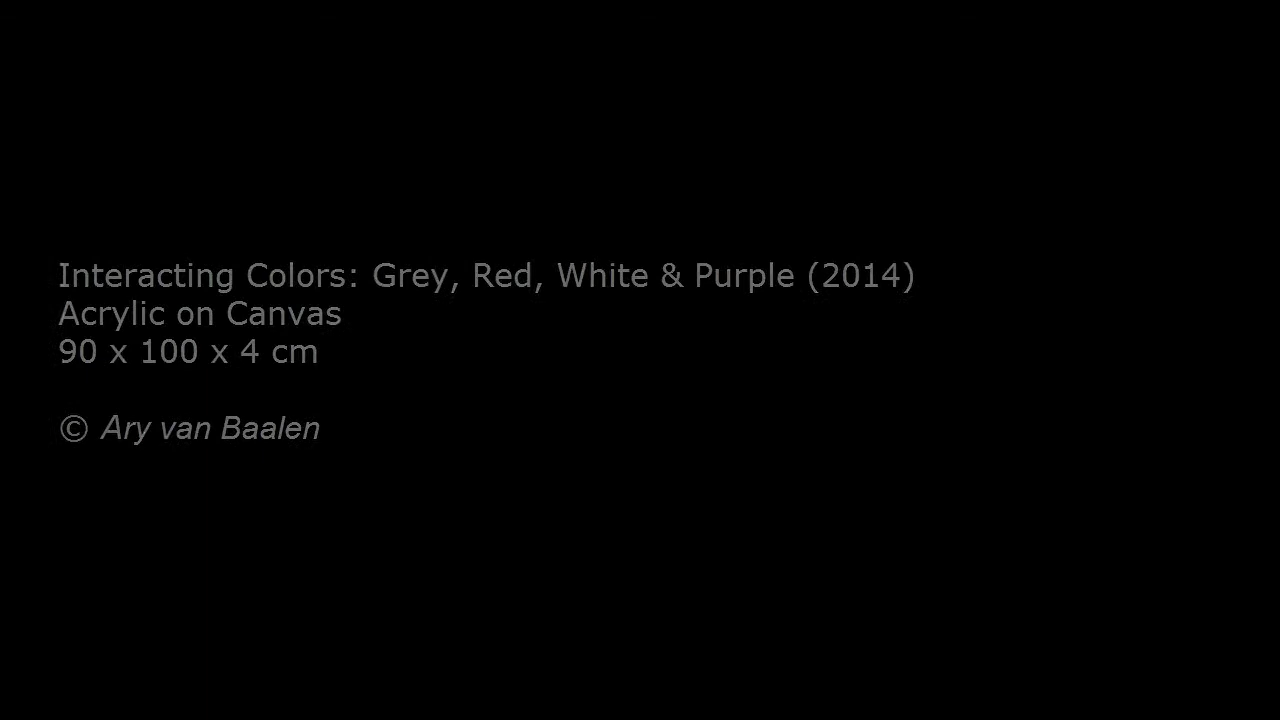 Interacting Colors: Grey, Red, White & Purple (2014)
Acrylic on Canvas
90 x 100 x 4 cm
© Ary van Baalen